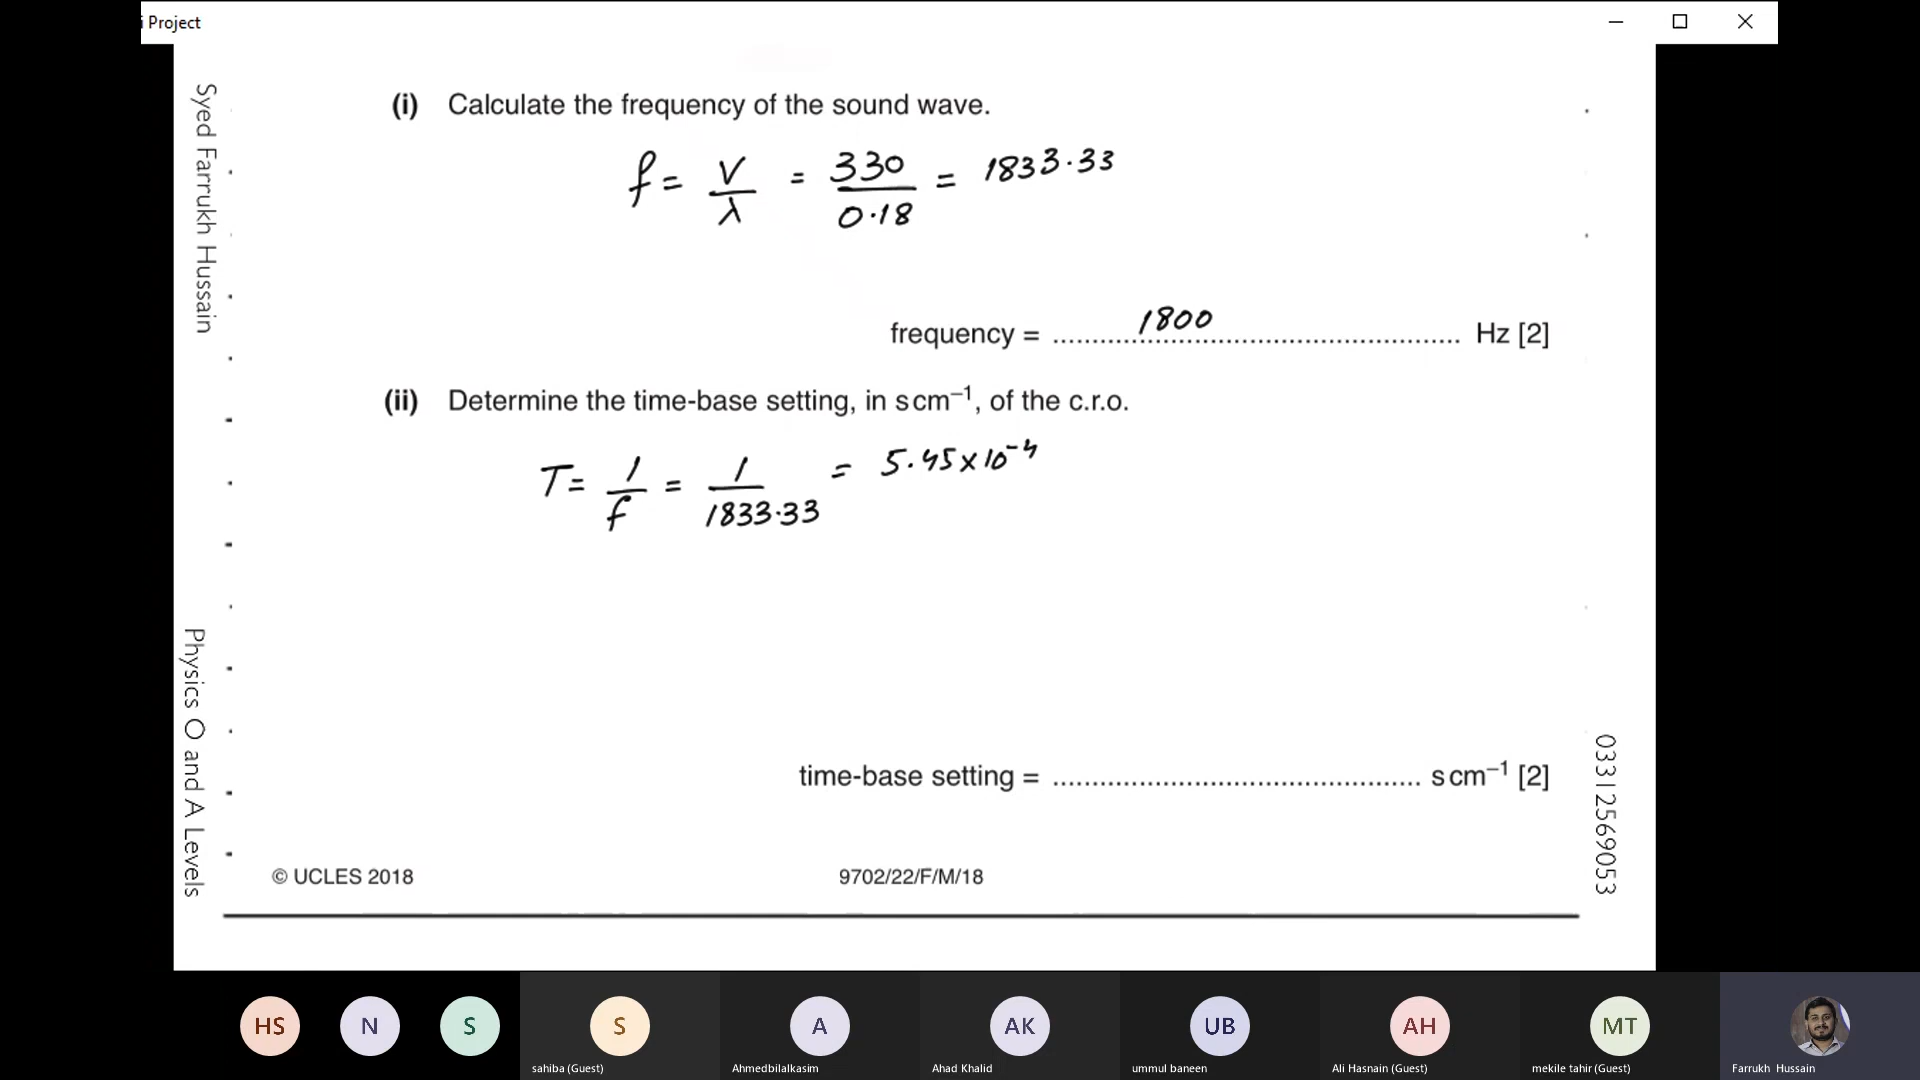 i Project
Syed Farrukh Hussain
(i) Calculate the frequency of the sound wave.
f = V/λ = 330/0.18 = 1833.33
frequency = ........1800........ Hz [2]
(ii) Determine the time-base setting, in s cm⁻¹, of the c.r.o.
T = 1/f = 1/1833.33 = 5.45×10⁻⁴
Physics O and A Levels
time-base setting = ................ s cm⁻¹ [2]
03312569053
© UCLES 2018
9702/22/F/M/18
HS
N
S
S
A
AK
UB
AH
MT
sahiba (Guest)
Ahmedbilalkasim
Ahad Khalid
ummul baneen
Ali Hasnain (Guest)
mekile tahir (Guest)
Farrukh Hussain